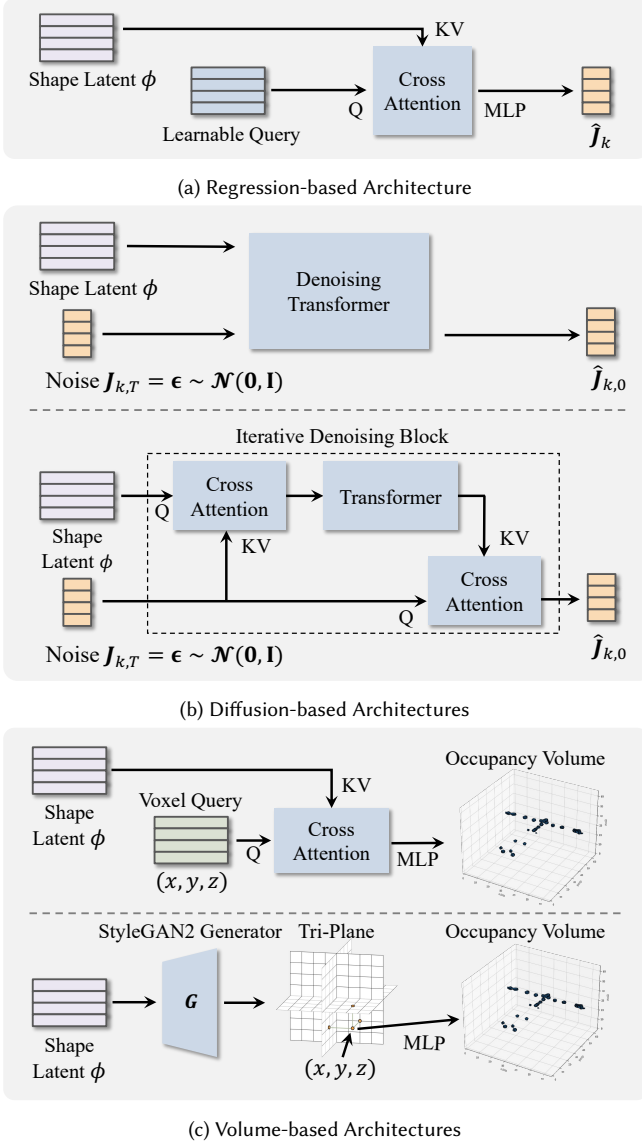 KV
Shape Latent ϕ
Cross
Attention
Q
MLP
Learnable Query
Ĵₖ
(a) Regression-based Architecture
Shape Latent ϕ
Denoising
Transformer
Noise J_{k,T} = ϵ ~ 𝒩(0, I)
Ĵ_{k,0}
Iterative Denoising Block
Cross
Attention
Transformer
Q
Shape
Latent ϕ
KV
KV
Cross
Attention
Q
Noise J_{k,T} = ϵ ~ 𝒩(0, I)
Ĵ_{k,0}
(b) Diffusion-based Architectures
Occupancy Volume
KV
Shape
Latent ϕ
Voxel Query
Q
Cross
Attention
MLP
(x, y, z)
StyleGAN2 Generator
Tri-Plane
Occupancy Volume
G
Shape
Latent ϕ
(x, y, z)
MLP
(c) Volume-based Architectures